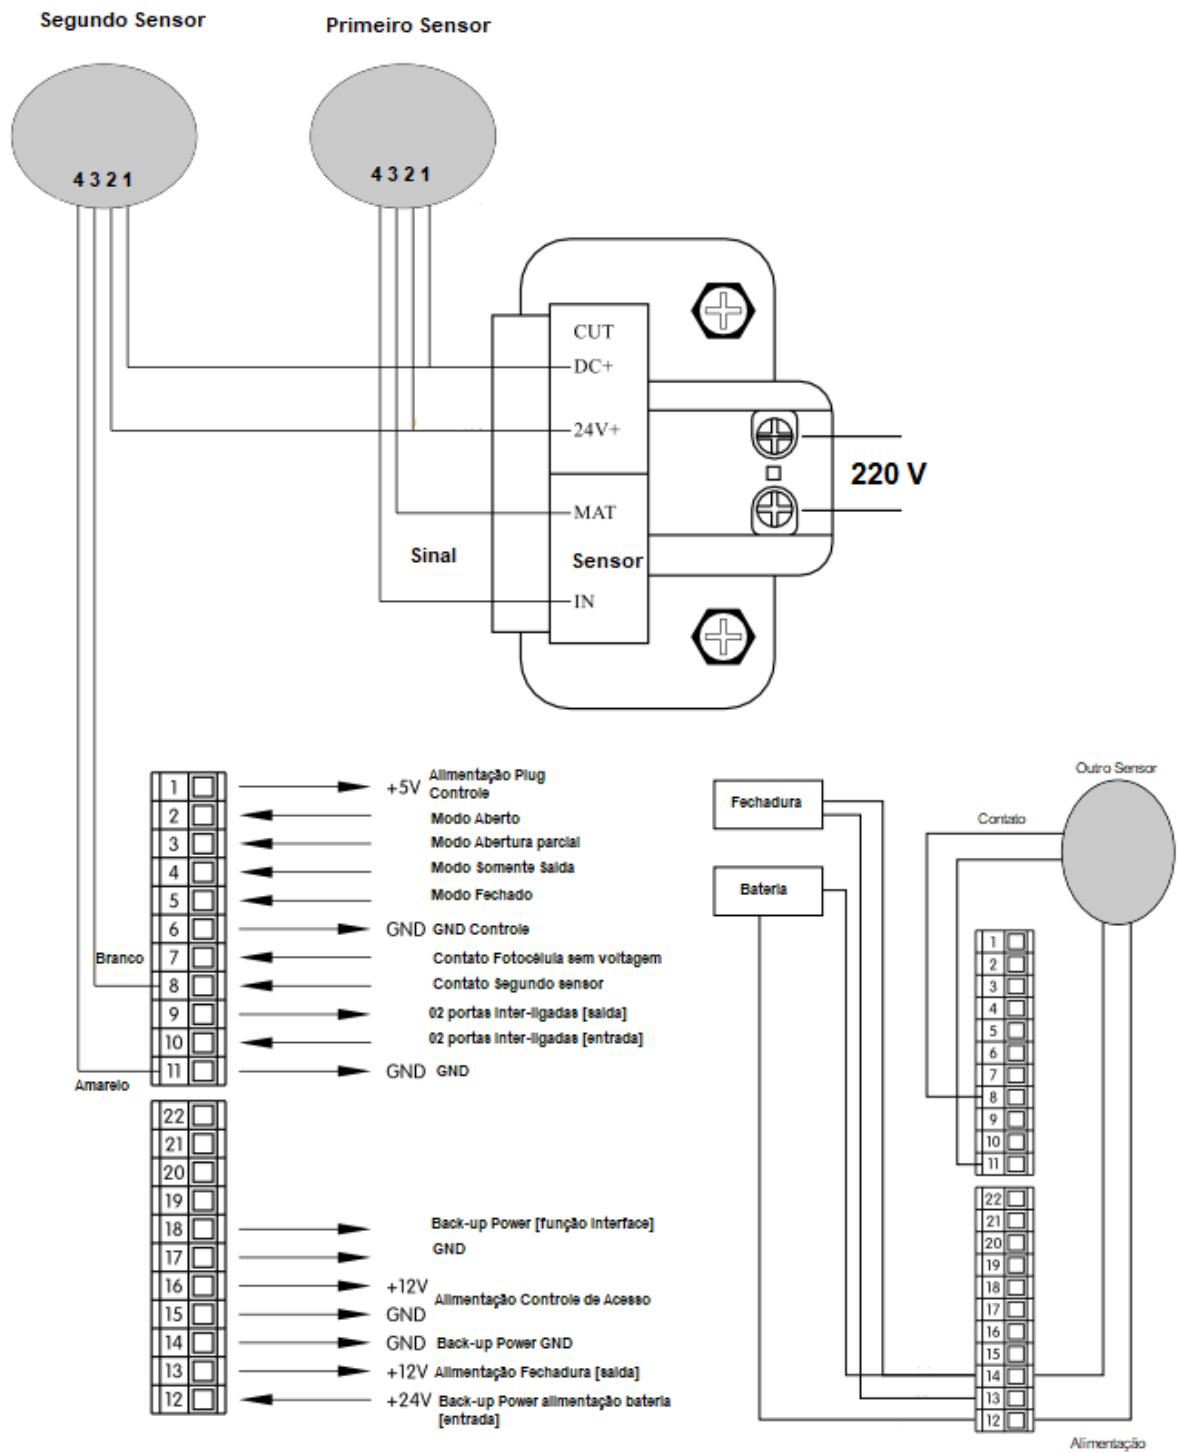 Segundo Sensor
Primeiro Sensor
4 3 2 1
4 3 2 1
CUT
DC+
24V+
MAT
Sensor
IN
Sinal
220 V
1
+5V Alimentação Plug
Controle
2
Modo Aberto
3
Modo Abertura parcial
4
Modo Somente Saída
5
Modo Fechado
6
GND GND Controle
Branco
7
Contato Fotocélula sem voltagem
8
Contato Segundo sensor
9
02 portas inter-ligadas [saída]
10
02 portas inter-ligadas [entrada]
11
GND GND
Amarelo
22
21
20
19
18
Back-up Power [função interface]
17
GND
16
+12V
Alimentação Controle de Acesso
15
GND
14
GND Back-up Power GND
13
+12V Alimentação Fechadura [saída]
12
+24V Back-up Power alimentação bateria
[entrada]
Outro Sensor
Fechadura
Contato
Bateria
1
2
3
4
5
6
7
8
9
10
11
22
21
20
19
18
17
16
15
14
13
12
Alimentação